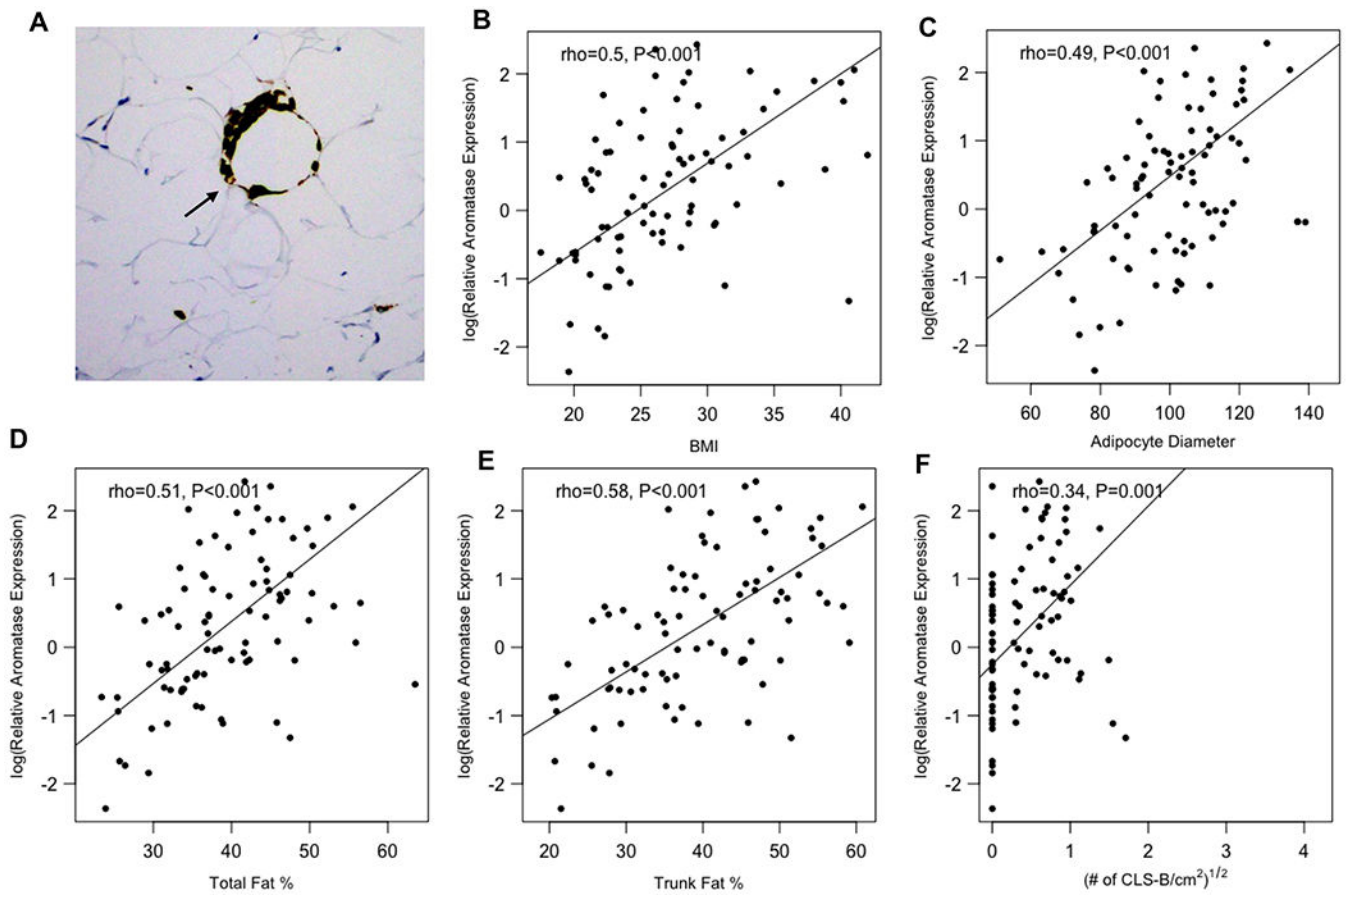 A
B
rho=0.5, P<0.001
log(Relative Aromatase Expression)
2
1
0
-1
-2
20 25 30 35 40
BMI
C
rho=0.49, P<0.001
log(Relative Aromatase Expression)
2
1
0
-1
-2
60 80 100 120 140
Adipocyte Diameter
D
rho=0.51, P<0.001
log(Relative Aromatase Expression)
2
1
0
-1
-2
30 40 50 60
Total Fat %
E
rho=0.58, P<0.001
log(Relative Aromatase Expression)
2
1
0
-1
-2
20 30 40 50 60
Trunk Fat %
F
rho=0.34, P=0.001
log(Relative Aromatase Expression)
2
1
0
-1
-2
0 1 2 3 4
(# of CLS-B/cm²)¹/²